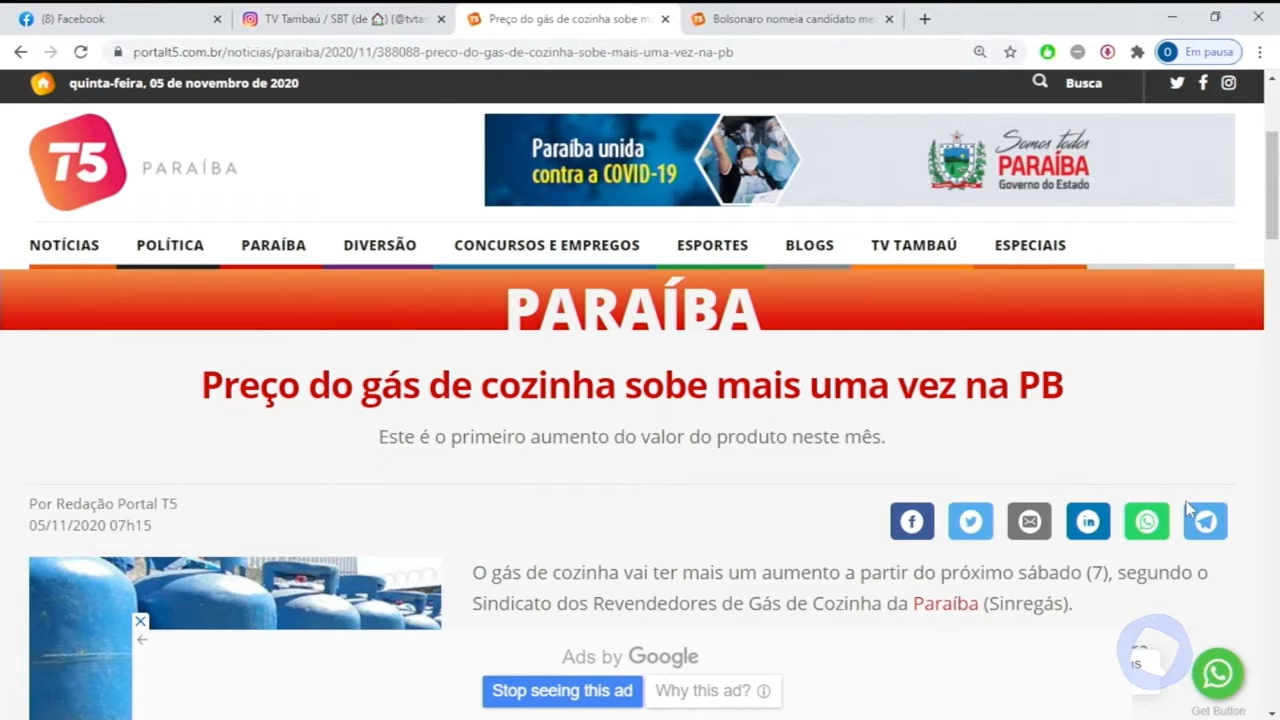 (8) Facebook
TV Tambaú / SBT (de 🏠) (@tvta
Preço do gás de cozinha sobe m
Bolsonaro nomeia candidato me
portalt5.com.br/noticias/paraiba/2020/11/388088-preco-do-gas-de-cozinha-sobe-mais-uma-vez-na-pb
O Em pausa
quinta-feira, 05 de novembro de 2020
Busca
T5 PARAÍBA
Paraíba unida
contra a COVID-19
Somos todos
PARAÍBA
Governo do Estado
NOTÍCIAS POLÍTICA PARAÍBA DIVERSÃO CONCURSOS E EMPREGOS ESPORTES BLOGS TV TAMBAÚ ESPECIAIS
PARAÍBA
Preço do gás de cozinha sobe mais uma vez na PB
Este é o primeiro aumento do valor do produto neste mês.
Por Redação Portal T5
05/11/2020 07h15
O gás de cozinha vai ter mais um aumento a partir do próximo sábado (7), segundo o
Sindicato dos Revendedores de Gás de Cozinha da Paraíba (Sinregás).
Ads by Google
Stop seeing this ad Why this ad?
Get Button